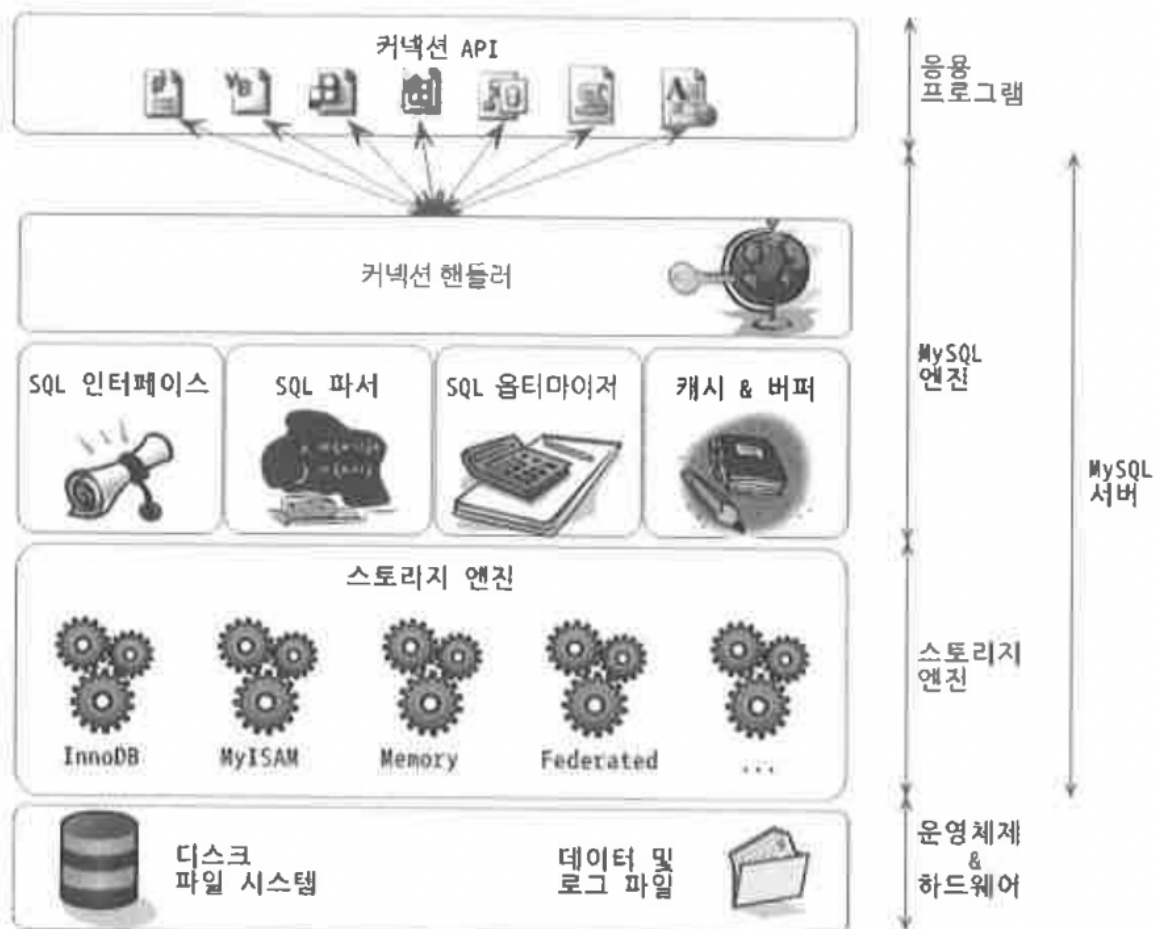 커넥션 API
응용
프로그램
커넥션 핸들러
SQL 인터페이스
SQL 파서
SQL 옵티마이저
캐시 & 버퍼
MySQL
엔진
MySQL
서버
스토리지 엔진
InnoDB
MyISAM
Memory
Federated
...
스토리지
엔진
디스크
파일 시스템
데이터 및
로그 파일
운영체제
&
하드웨어